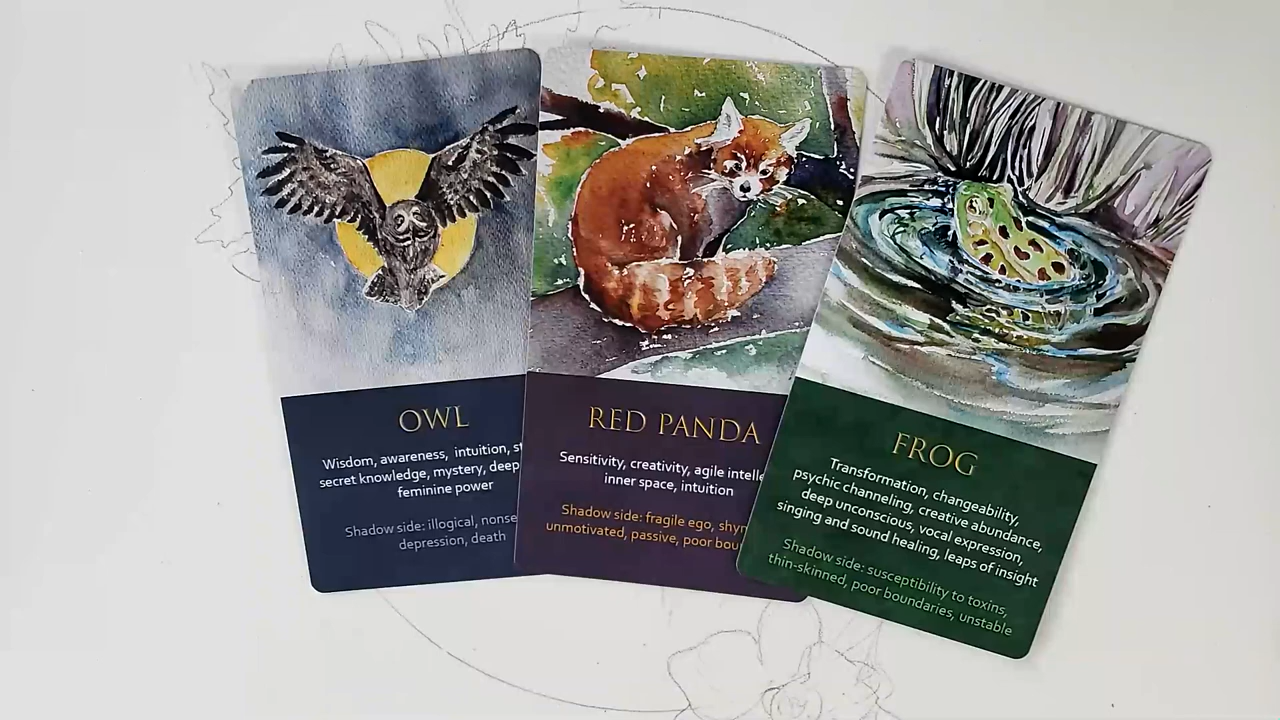 OWL
Wisdom, awareness, intuition,
secret knowledge, mystery, deep
feminine power
Shadow side: illogical,
depression, death
RED PANDA
Sensitivity, creativity, agile
inner space, intuition
Shadow side: fragile ego,
unmotivated, passive, poor
FROG
Transformation, changeability,
psychic channeling, creative abundance,
deep unconscious, vocal expression,
singing and sound healing, leaps of insight
Shadow side: susceptibility to toxins,
thin-skinned, poor boundaries, unstable